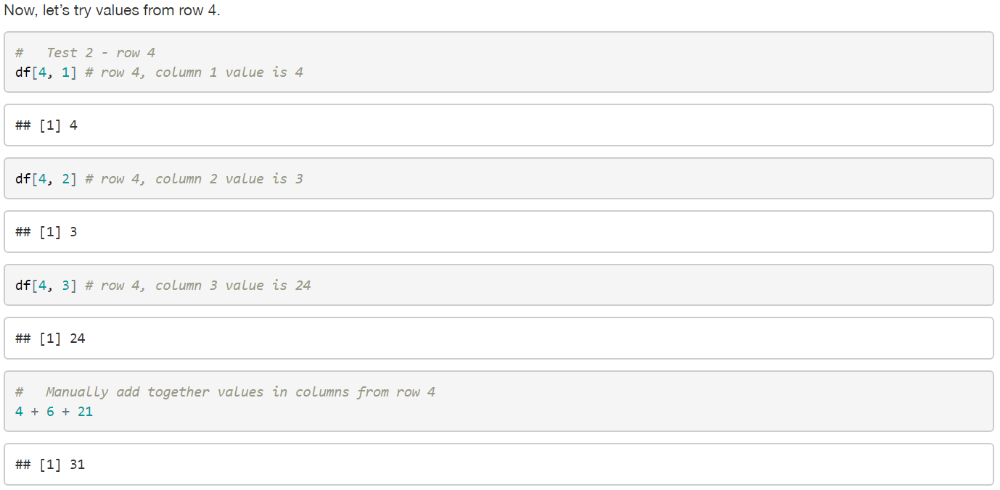 Now, let’s try values from row 4.
#   Test 2 - row 4
df[4, 1] # row 4, column 1 value is 4
## [1] 4
df[4, 2] # row 4, column 2 value is 3
## [1] 3
df[4, 3] # row 4, column 3 value is 24
## [1] 24
#   Manually add together values in columns from row 4
4 + 6 + 21
## [1] 31